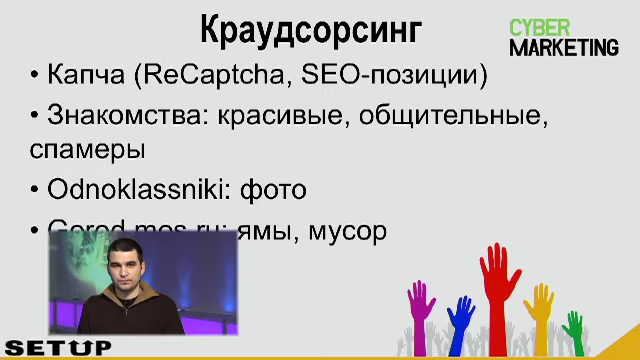 Краудсорсинг
CYBER
MARKETING
• Капча (ReCaptcha, SEO-позиции)
• Знакомства: красивые, общительные,
спамеры
• Odnoklassniki: фото
• Gorod.mos.ru: ямы, мусор
SETUP